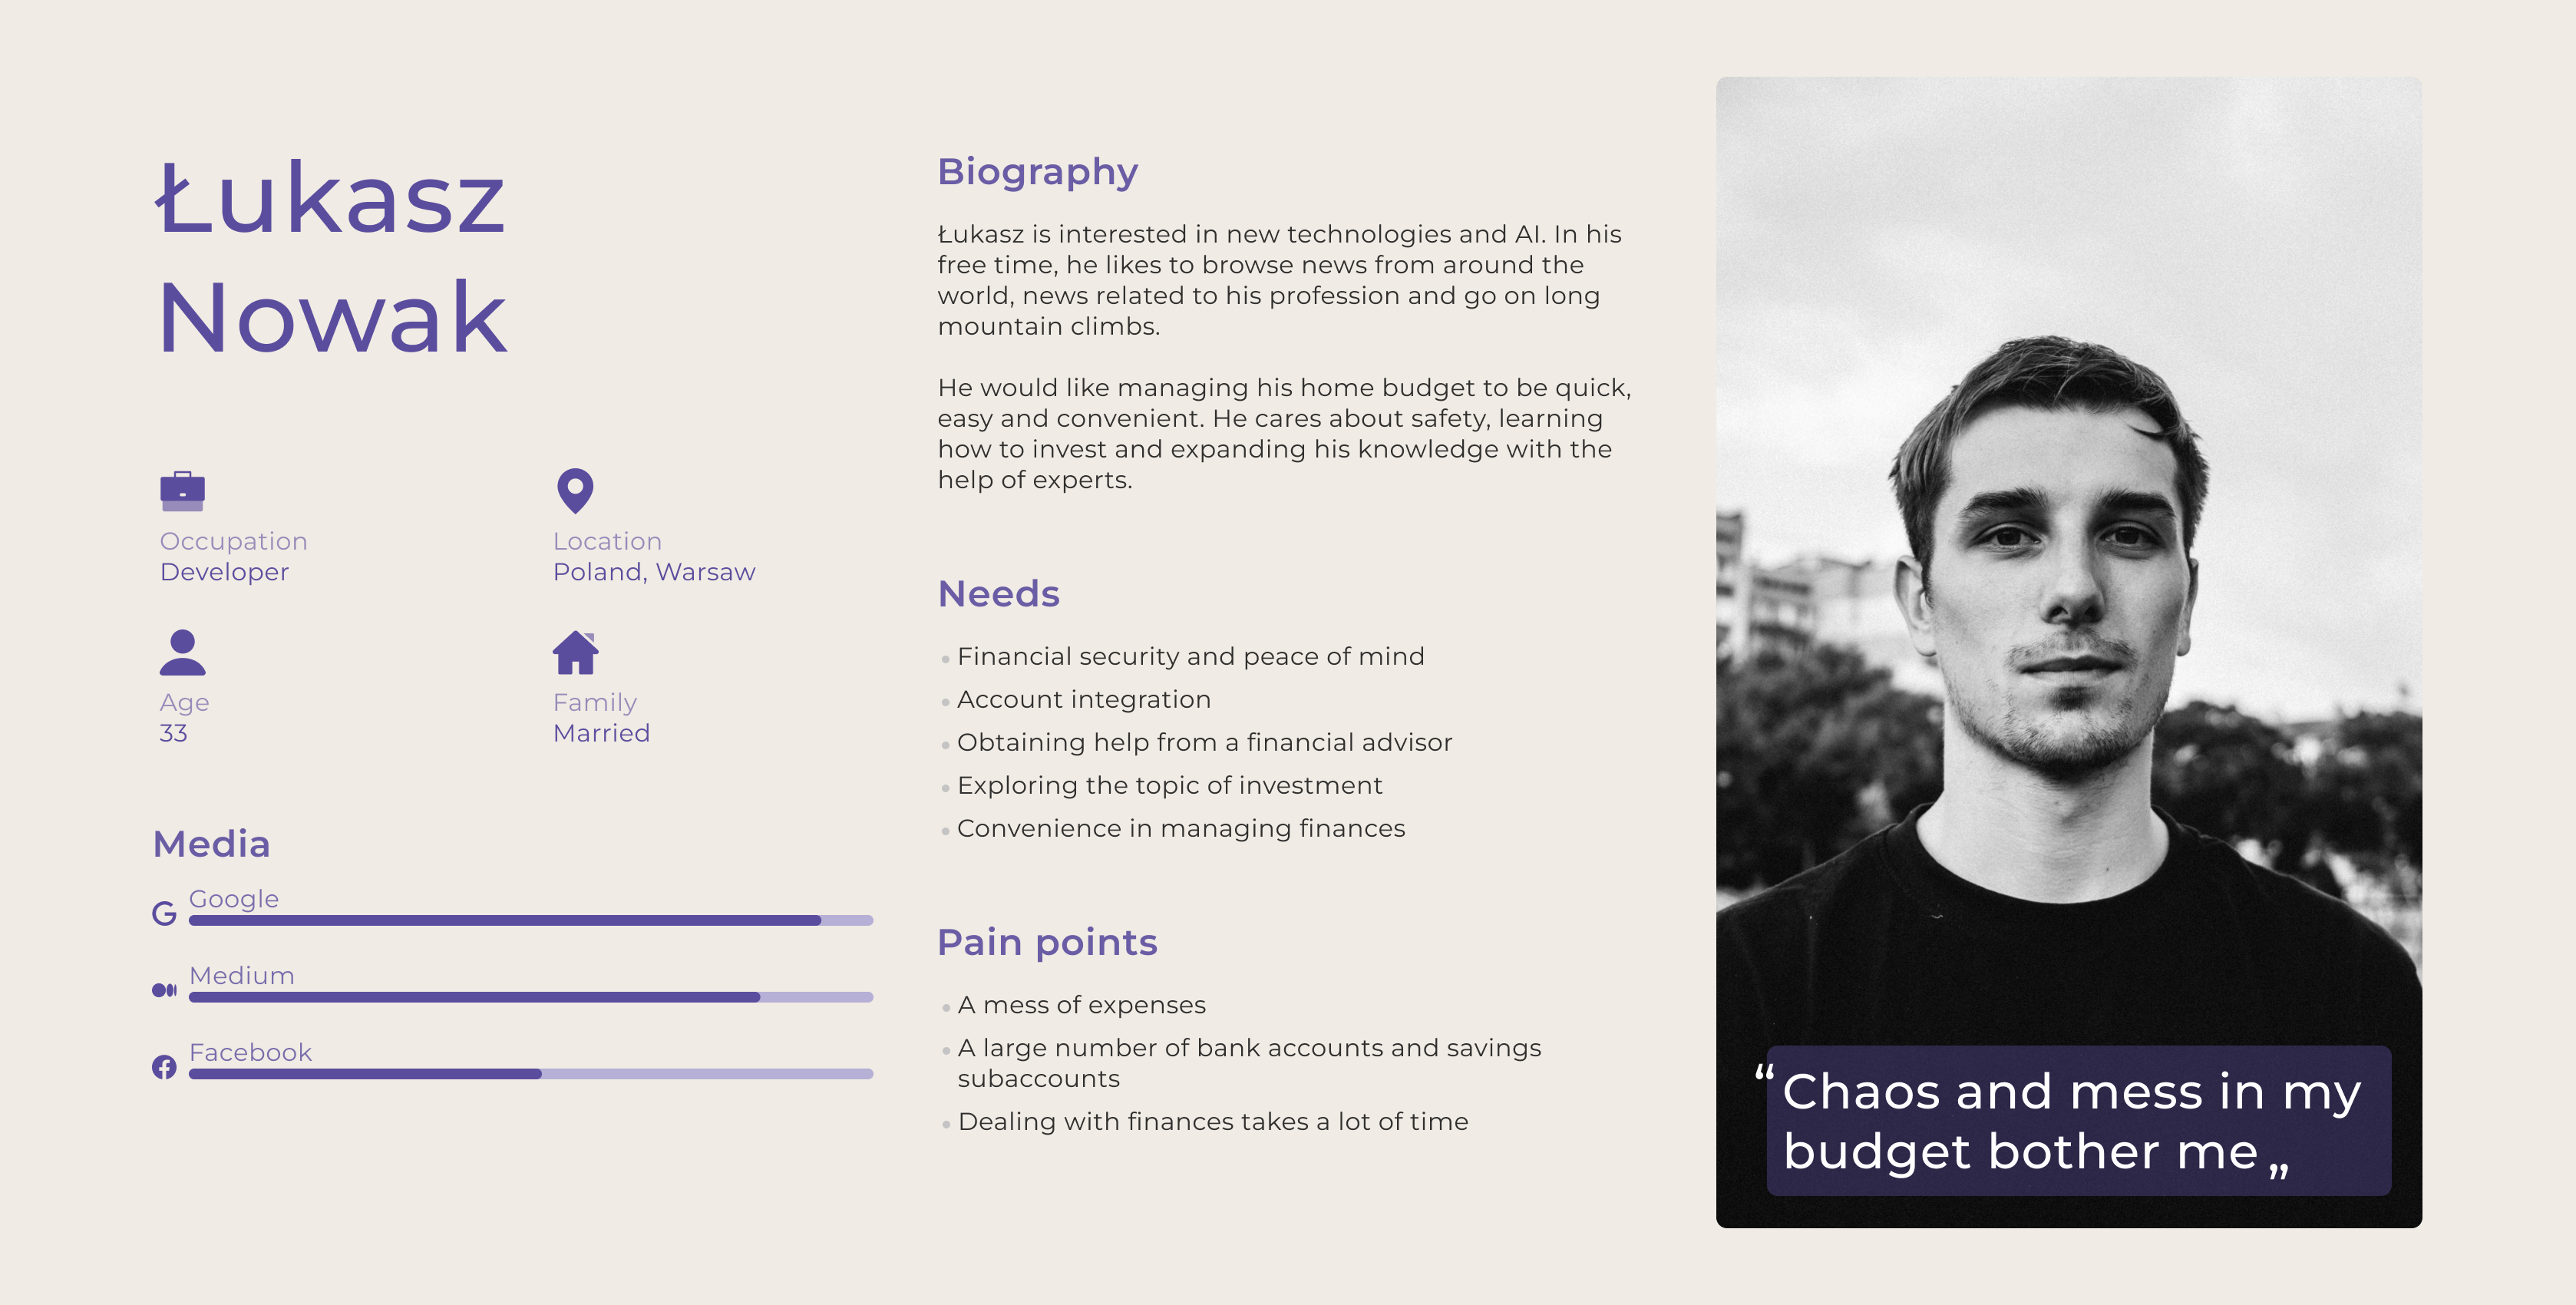 Łukasz
Nowak
Occupation
Developer
Location
Poland, Warsaw
Age
33
Family
Married
Media
Google
Medium
Facebook
Biography
Łukasz is interested in new technologies and AI. In his
free time, he likes to browse news from around the
world, news related to his profession and go on long
mountain climbs.
He would like managing his home budget to be quick,
easy and convenient. He cares about safety, learning
how to invest and expanding his knowledge with the
help of experts.
Needs
• Financial security and peace of mind
• Account integration
• Obtaining help from a financial advisor
• Exploring the topic of investment
• Convenience in managing finances
Pain points
• A mess of expenses
• A large number of bank accounts and savings
subaccounts
• Dealing with finances takes a lot of time
“Chaos and mess in my
budget bother me„